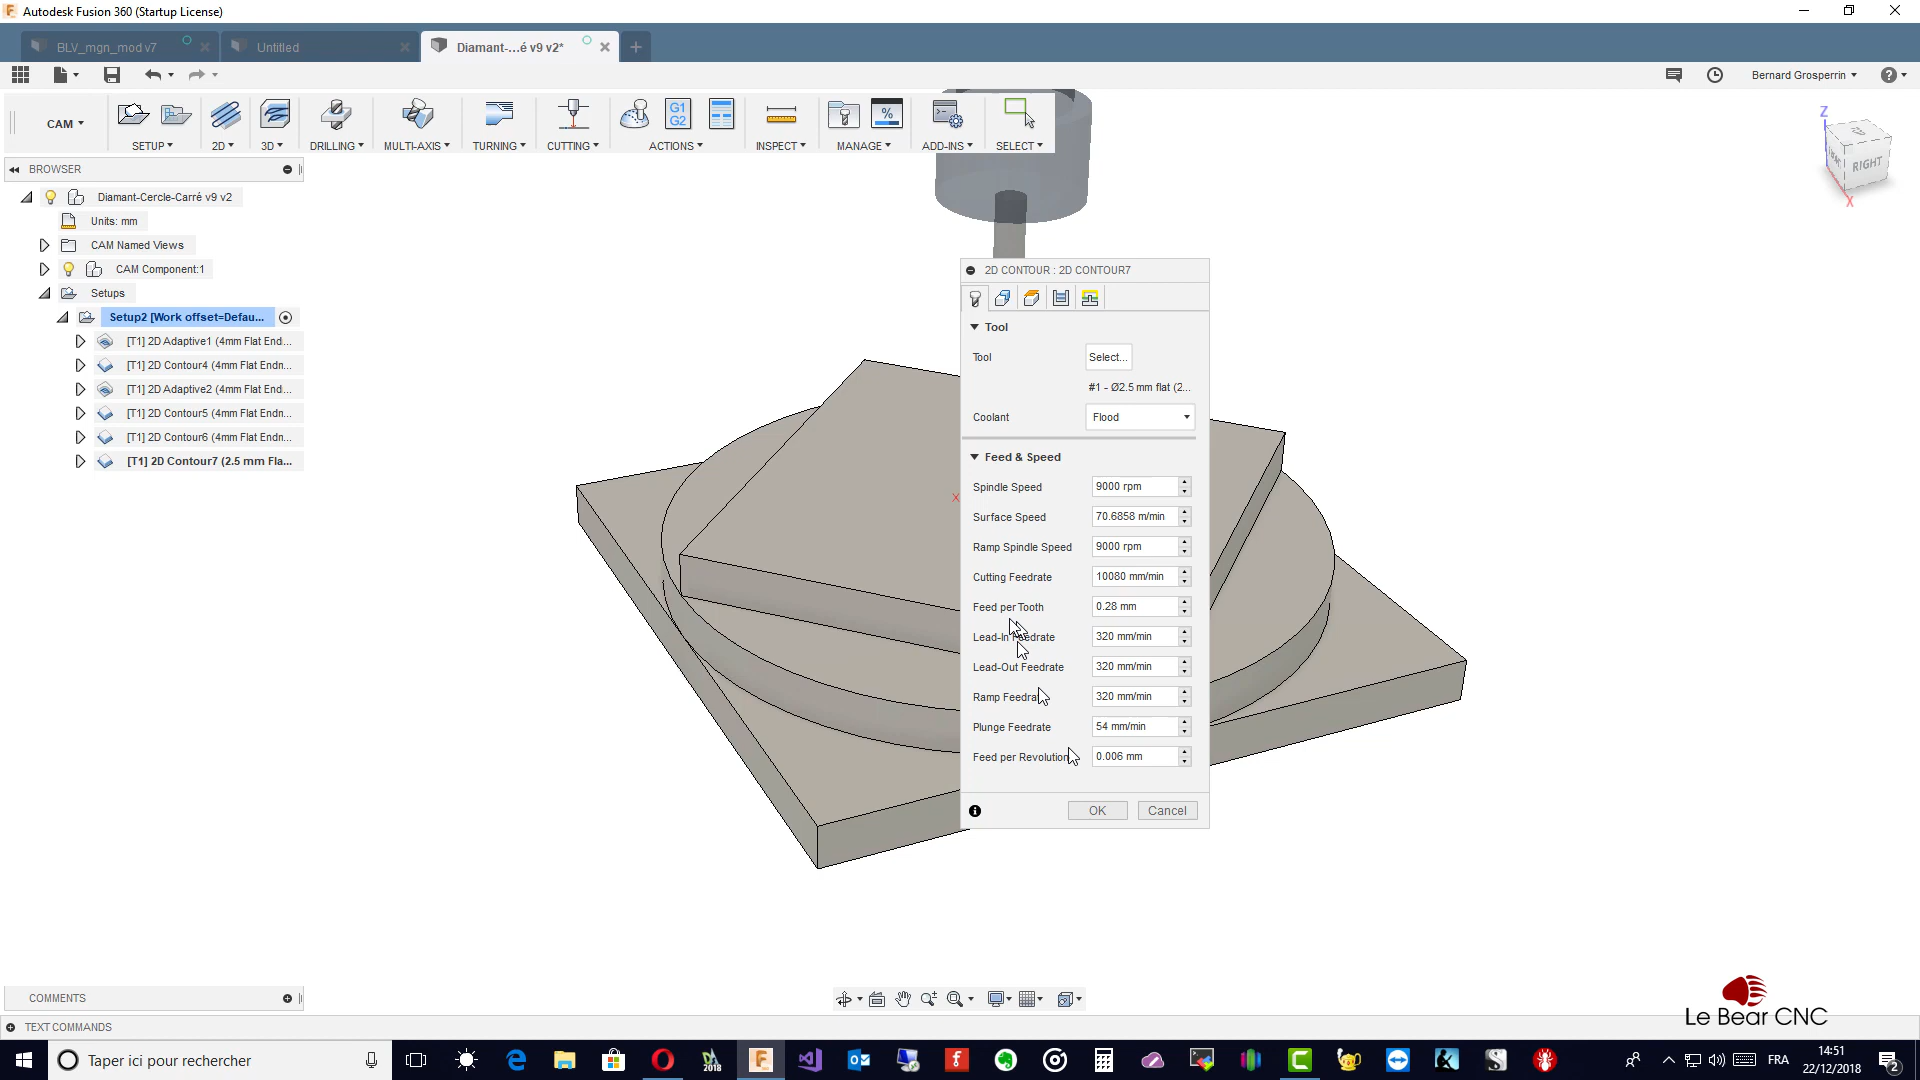 Autodesk Fusion 360 (Startup License)
BLV_mgn_mod v7
Untitled
Diamant-...é v9 v2*
Bernard Grosperrin
CAM
SETUP
2D
3D
DRILLING
MULTI-AXIS
TURNING
CUTTING
G1
G2
ACTIONS
INSPECT
MANAGE
%
ADD-INS
SELECT
BROWSER
Diamant-Cercle-Carré v9 v2
Units: mm
CAM Named Views
CAM Component:1
Setups
Setup2 [Work offset=Defau...
[T1] 2D Adaptive1 (4mm Flat End...
[T1] 2D Contour4 (4mm Flat Endn...
[T1] 2D Adaptive2 (4mm Flat End...
[T1] 2D Contour5 (4mm Flat Endn...
[T1] 2D Contour6 (4mm Flat Endn...
[T1] 2D Contour7 (2.5 mm Fla...
Z
RIGHT
X
X
2D CONTOUR : 2D CONTOUR7
Tool
Tool
Select...
#1 - Ø2.5 mm flat (2...
Coolant
Flood
Feed & Speed
Spindle Speed
9000 rpm
Surface Speed
70.6858 m/min
Ramp Spindle Speed
9000 rpm
Cutting Feedrate
10080 mm/min
Feed per Tooth
0.28 mm
Lead-In Feedrate
320 mm/min
Lead-Out Feedrate
320 mm/min
Ramp Feedrate
320 mm/min
Plunge Feedrate
54 mm/min
Feed per Revolution
0.006 mm
OK
Cancel
COMMENTS
TEXT COMMANDS
Le Bear CNC
Taper ici pour rechercher
2018
FRA
14:51
22/12/2018
2